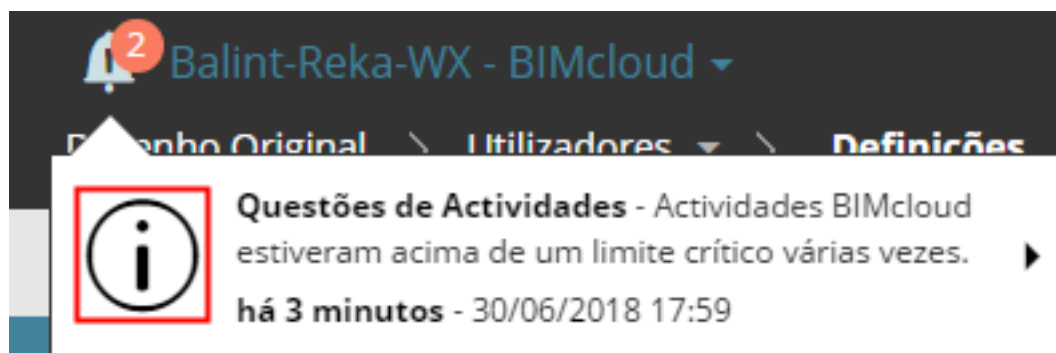 2 Balint-Reka-WX - BIMcloud
Desenho Original Utilizadores Definições
Questões de Actividades - Actividades BIMcloud
estiveram acima de um limite crítico várias vezes.
há 3 minutos - 30/06/2018 17:59